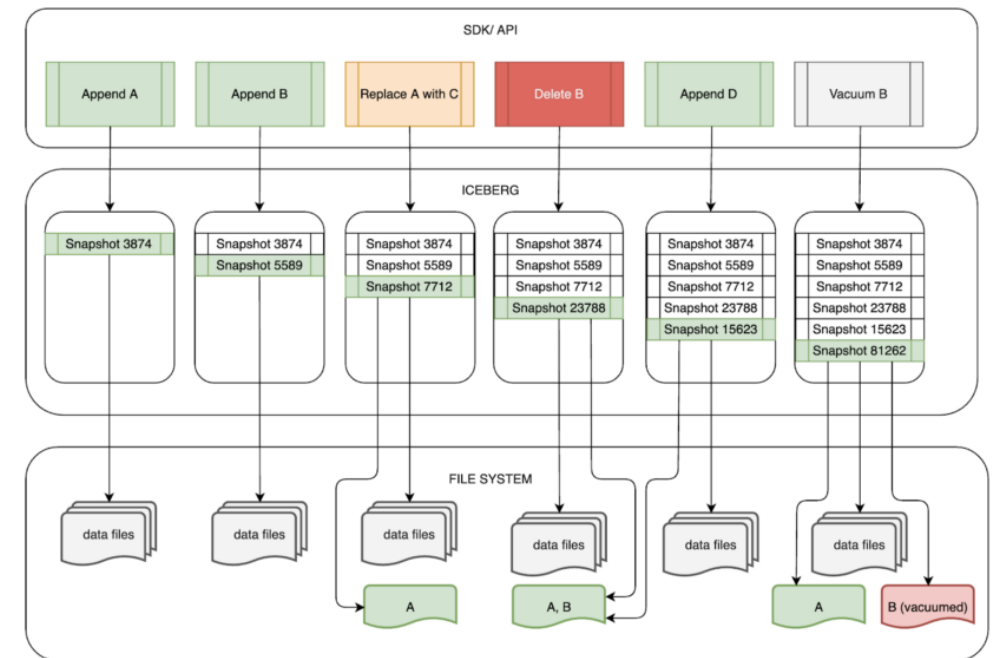 SDK/ API
Append A
Append B
Replace A with C
Delete B
Append D
Vacuum B
ICEBERG
Snapshot 3874
Snapshot 3874
Snapshot 5589
Snapshot 3874
Snapshot 5589
Snapshot 7712
Snapshot 3874
Snapshot 5589
Snapshot 7712
Snapshot 23788
Snapshot 3874
Snapshot 5589
Snapshot 7712
Snapshot 23788
Snapshot 15623
Snapshot 3874
Snapshot 5589
Snapshot 7712
Snapshot 23788
Snapshot 15623
Snapshot 81262
FILE SYSTEM
data files
data files
data files
data files
data files
data files
A
A, B
A
B (vacuumed)